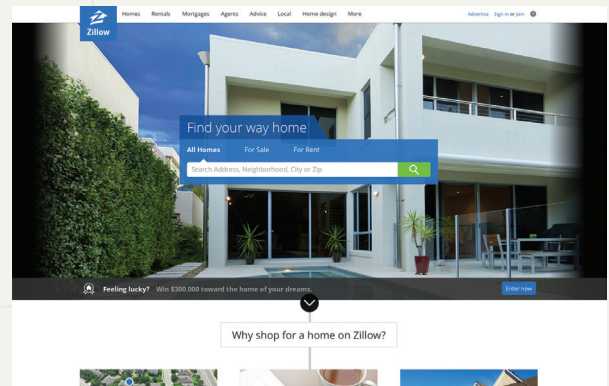 Zillow
Homes Rentals Mortgages Agents Advice Local Home design More
Advertise Sign in or Join
Find your way home
All Homes For Sale For Rent
Search Address, Neighborhood, City or Zip
Feeling lucky? Win $300,000 toward the home of your dreams.
Enter now
Why shop for a home on Zillow?